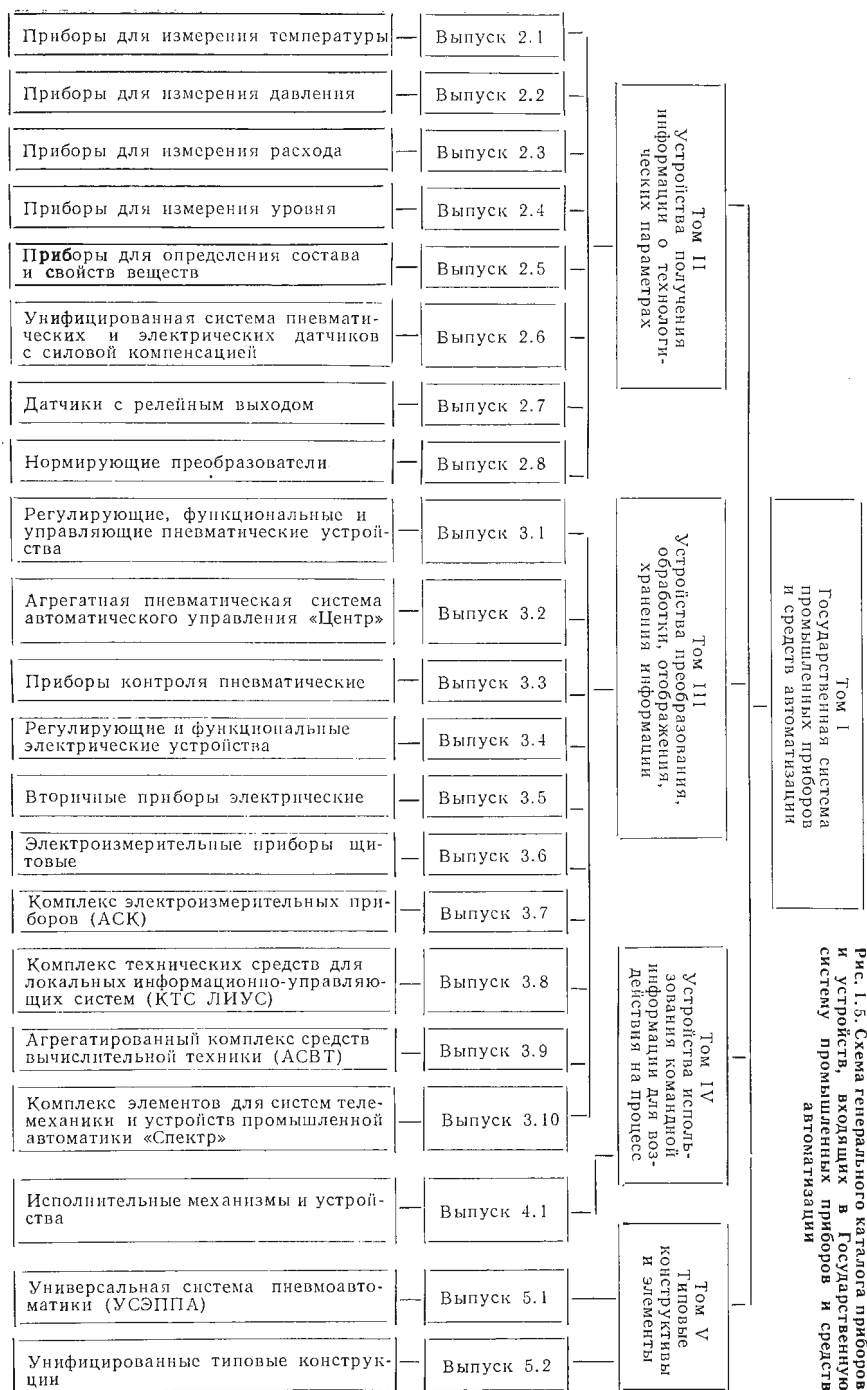 Приборы для измерения температуры
Выпуск 2.1
Приборы для измерения давления
Выпуск 2.2
Приборы для измерения расхода
Выпуск 2.3
Приборы для измерения уровня
Выпуск 2.4
Приборы для определения состава
и свойств веществ
Выпуск 2.5
Унифицированная система пневмати-
ческих и электрических датчиков
с силовой компенсацией
Выпуск 2.6
Датчики с релейным выходом
Выпуск 2.7
Нормирующие преобразователи
Выпуск 2.8
Том II
Устройства получения
информации о технологи-
ческих параметрах
Регулирующие, функциональные и
управляющие пневматические устрой-
ства
Выпуск 3.1
Агрегатная пневматическая система
автоматического управления «Центр»
Выпуск 3.2
Приборы контроля пневматические
Выпуск 3.3
Регулирующие и функциональные
электрические устройства
Выпуск 3.4
Вторичные приборы электрические
Выпуск 3.5
Электроизмерительные приборы щи-
товые
Выпуск 3.6
Комплекс электроизмерительных при-
боров (АСК)
Выпуск 3.7
Комплекс технических средств для
локальных информационно-управляю-
щих систем (КТС ЛИУС)
Выпуск 3.8
Агрегатированный комплекс средств
вычислительной техники (АСВТ)
Выпуск 3.9
Комплекс элементов для систем теле-
механики и устройств промышленной
автоматики «Спектр»
Выпуск 3.10
Том III
Устройства преобразования,
обработки, отображения,
хранения информации
Исполнительные механизмы и устрой-
ства
Выпуск 4.1
Том IV
Устройства исполь-
зования командной
информации для воз-
действия на процесс
Универсальная система пневмоавто-
матики (УСЭППА)
Выпуск 5.1
Унифицированные типовые конструк-
ции
Выпуск 5.2
Том V
Типовые
конструктивы
и элементы
Том I
Государственная система
промышленных приборов
и средств автоматизации
Рис. 1.5. Схема генерального каталога приборов
и устройств, входящих в Государственную
систему промышленных приборов и средств
автоматизации